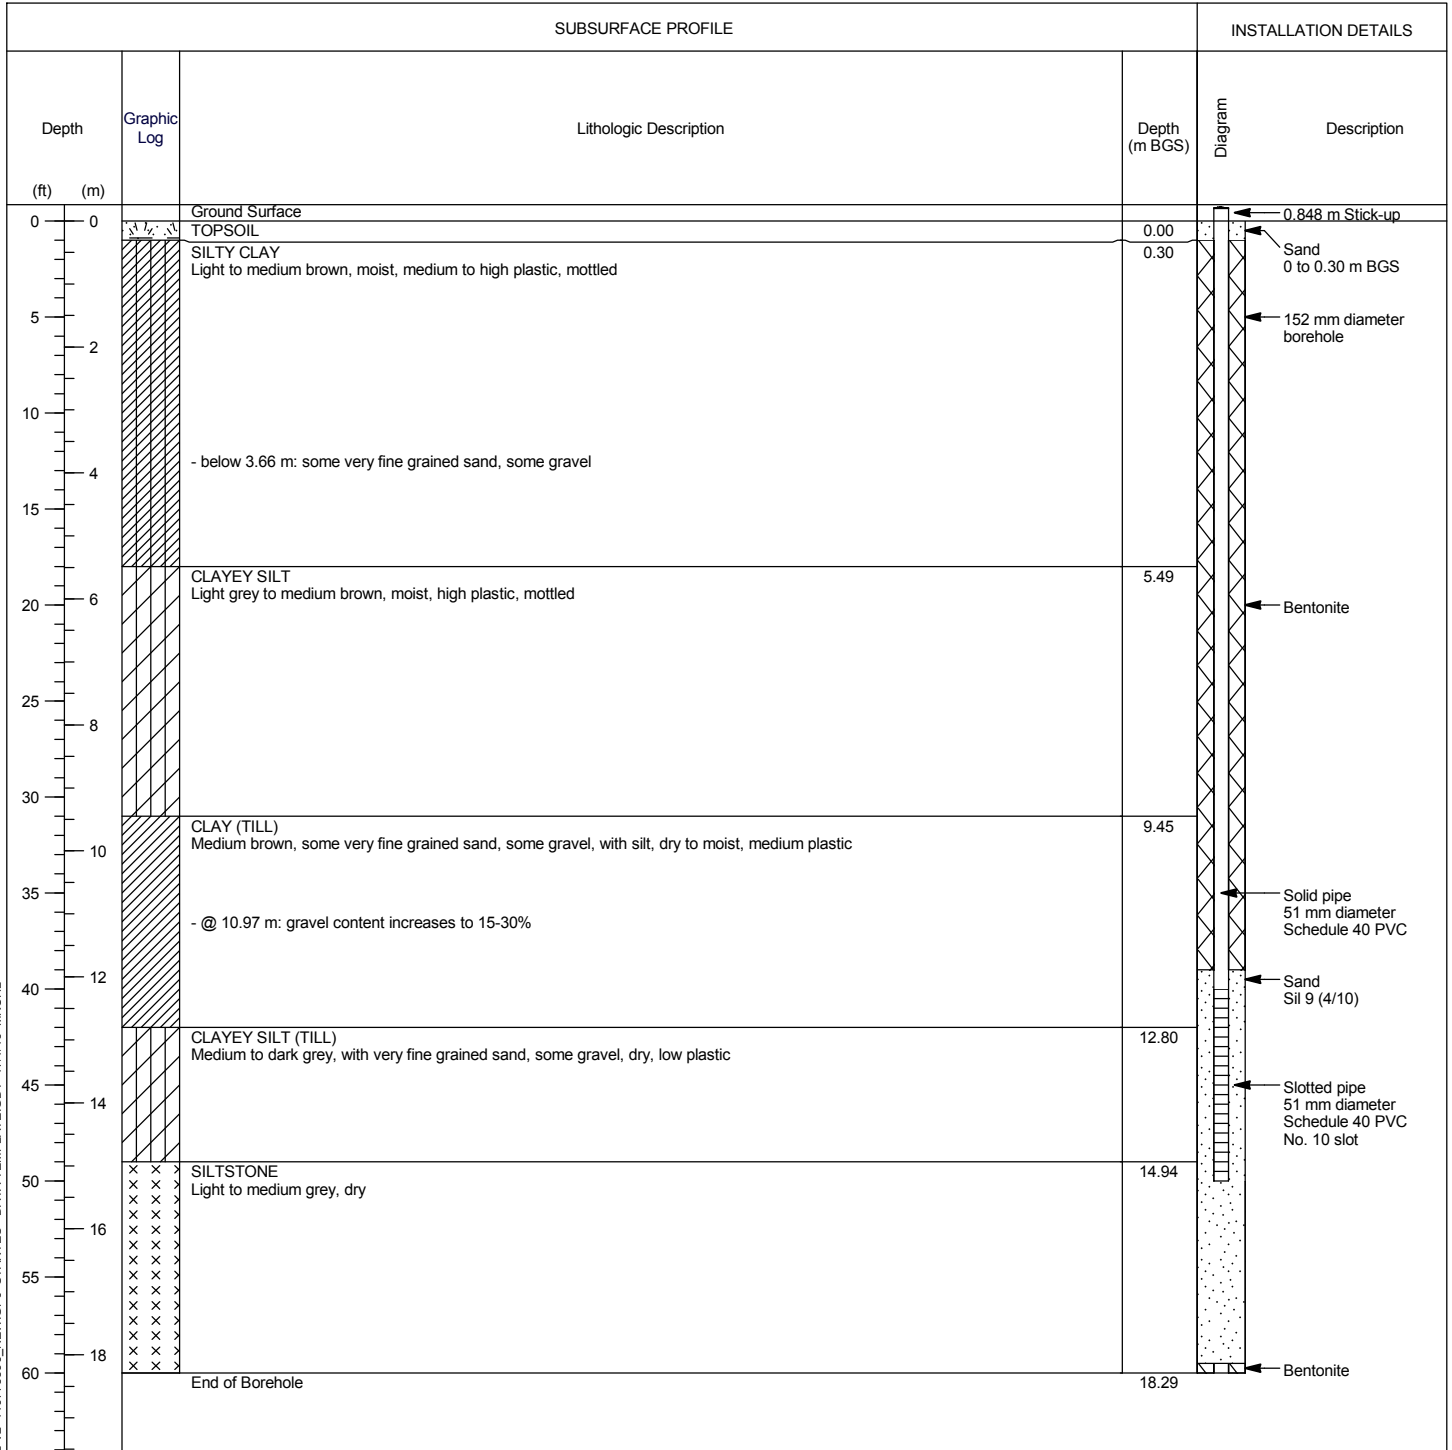 SUBSURFACE PROFILE
INSTALLATION DETAILS
Depth
Graphic
Log
Lithologic Description
Depth
(m BGS)
Diagram
Description
(ft) (m)
Ground Surface
0 0
0.848 m Stick-up
TOPSOIL
0.00
SILTY CLAY
0.30
Light to medium brown, moist, medium to high plastic, mottled
Sand
0 to 0.30 m BGS
5
152 mm diameter
borehole
2
10
- below 3.66 m: some very fine grained sand, some gravel
4
15
CLAYEY SILT
5.49
Light grey to medium brown, moist, high plastic, mottled
6
20
Bentonite
25
8
30
CLAY (TILL)
9.45
Medium brown, some very fine grained sand, some gravel, with silt, dry to moist, medium plastic
10
35
Solid pipe
51 mm diameter
Schedule 40 PVC
- @ 10.97 m: gravel content increases to 15-30%
12
40
Sand
Sil 9 (4/10)
CLAYEY SILT (TILL)
12.80
Medium to dark grey, with very fine grained sand, some gravel, dry, low plastic
45
14
Slotted pipe
51 mm diameter
Schedule 40 PVC
No. 10 slot
SILTSTONE
14.94
Light to medium grey, dry
50
16
55
18
60
Bentonite
End of Borehole
18.29